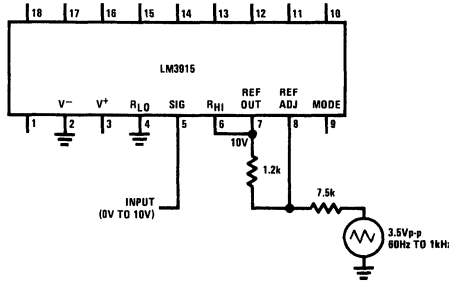 18 17 16 15 14 13 12 11 10
LM3915
V− V+ RLO SIG RHI REF OUT REF ADJ MODE
1 2 3 4 5 6 7 8 9
10V
1.2k
7.5k
INPUT
(0V TO 10V)
3.5Vp-p
60Hz TO 1kHz